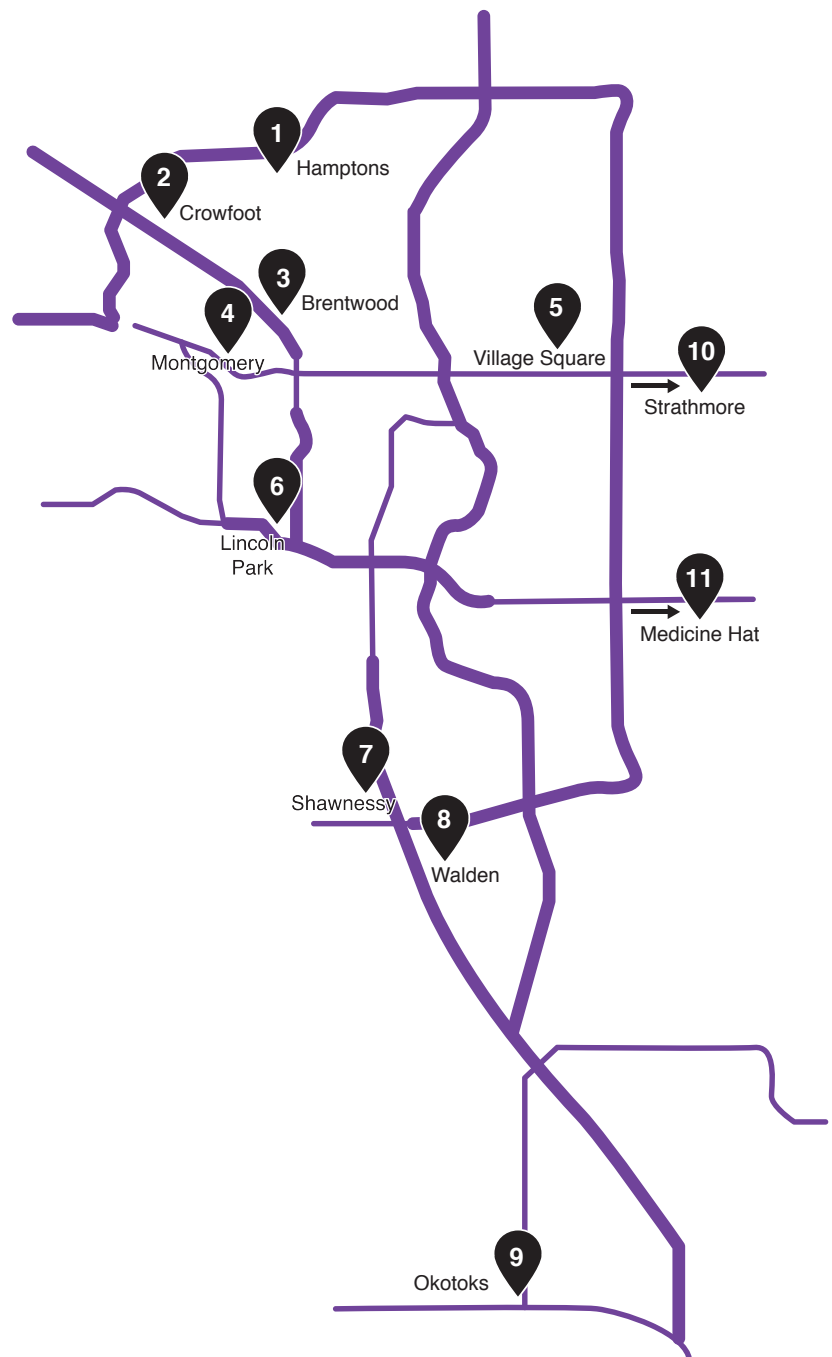 1
Hamptons
2
Crowfoot
3
Brentwood
4
Montgomery
5
Village Square
10
Strathmore
6
Lincoln
Park
11
Medicine Hat
7
Shawnessy
8
Walden
9
Okotoks